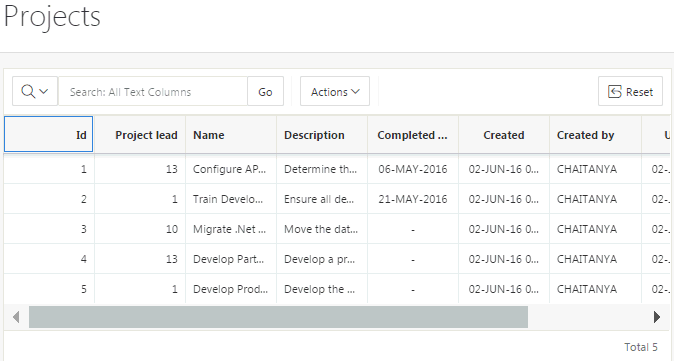 Projects
Search: All Text Columns Go Actions Reset
Id Project lead Name Description Completed ... Created Created by U
1 13 Configure AP... Determine th... 06-MAY-2016 02-JUN-16 0... CHAITANYA 02-
2 1 Train Develo... Ensure all de... 21-MAY-2016 02-JUN-16 0... CHAITANYA 02-
3 10 Migrate .Net ... Move the dat... - 02-JUN-16 0... CHAITANYA 02-
4 13 Develop Part... Develop a pr... - 02-JUN-16 0... CHAITANYA 02-
5 1 Develop Prod... Develop the ... - 02-JUN-16 0... CHAITANYA 02-
Total 5